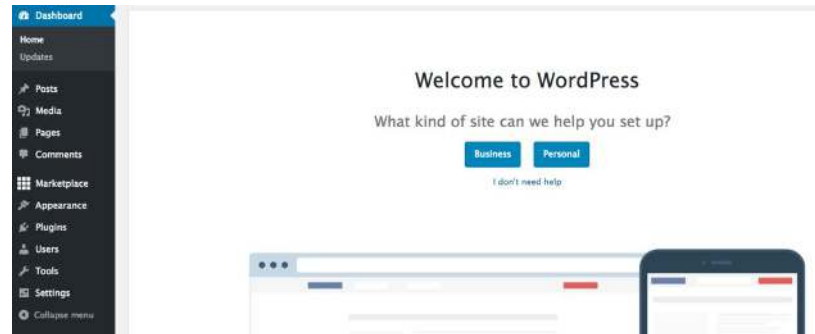 Dashboard
Home
Updates
Posts
Media
Pages
Comments
Marketplace
Appearance
Plugins
Users
Tools
Settings
Collapse menu
Welcome to WordPress
What kind of site can we help you set up?
Business Personal
I don't need help